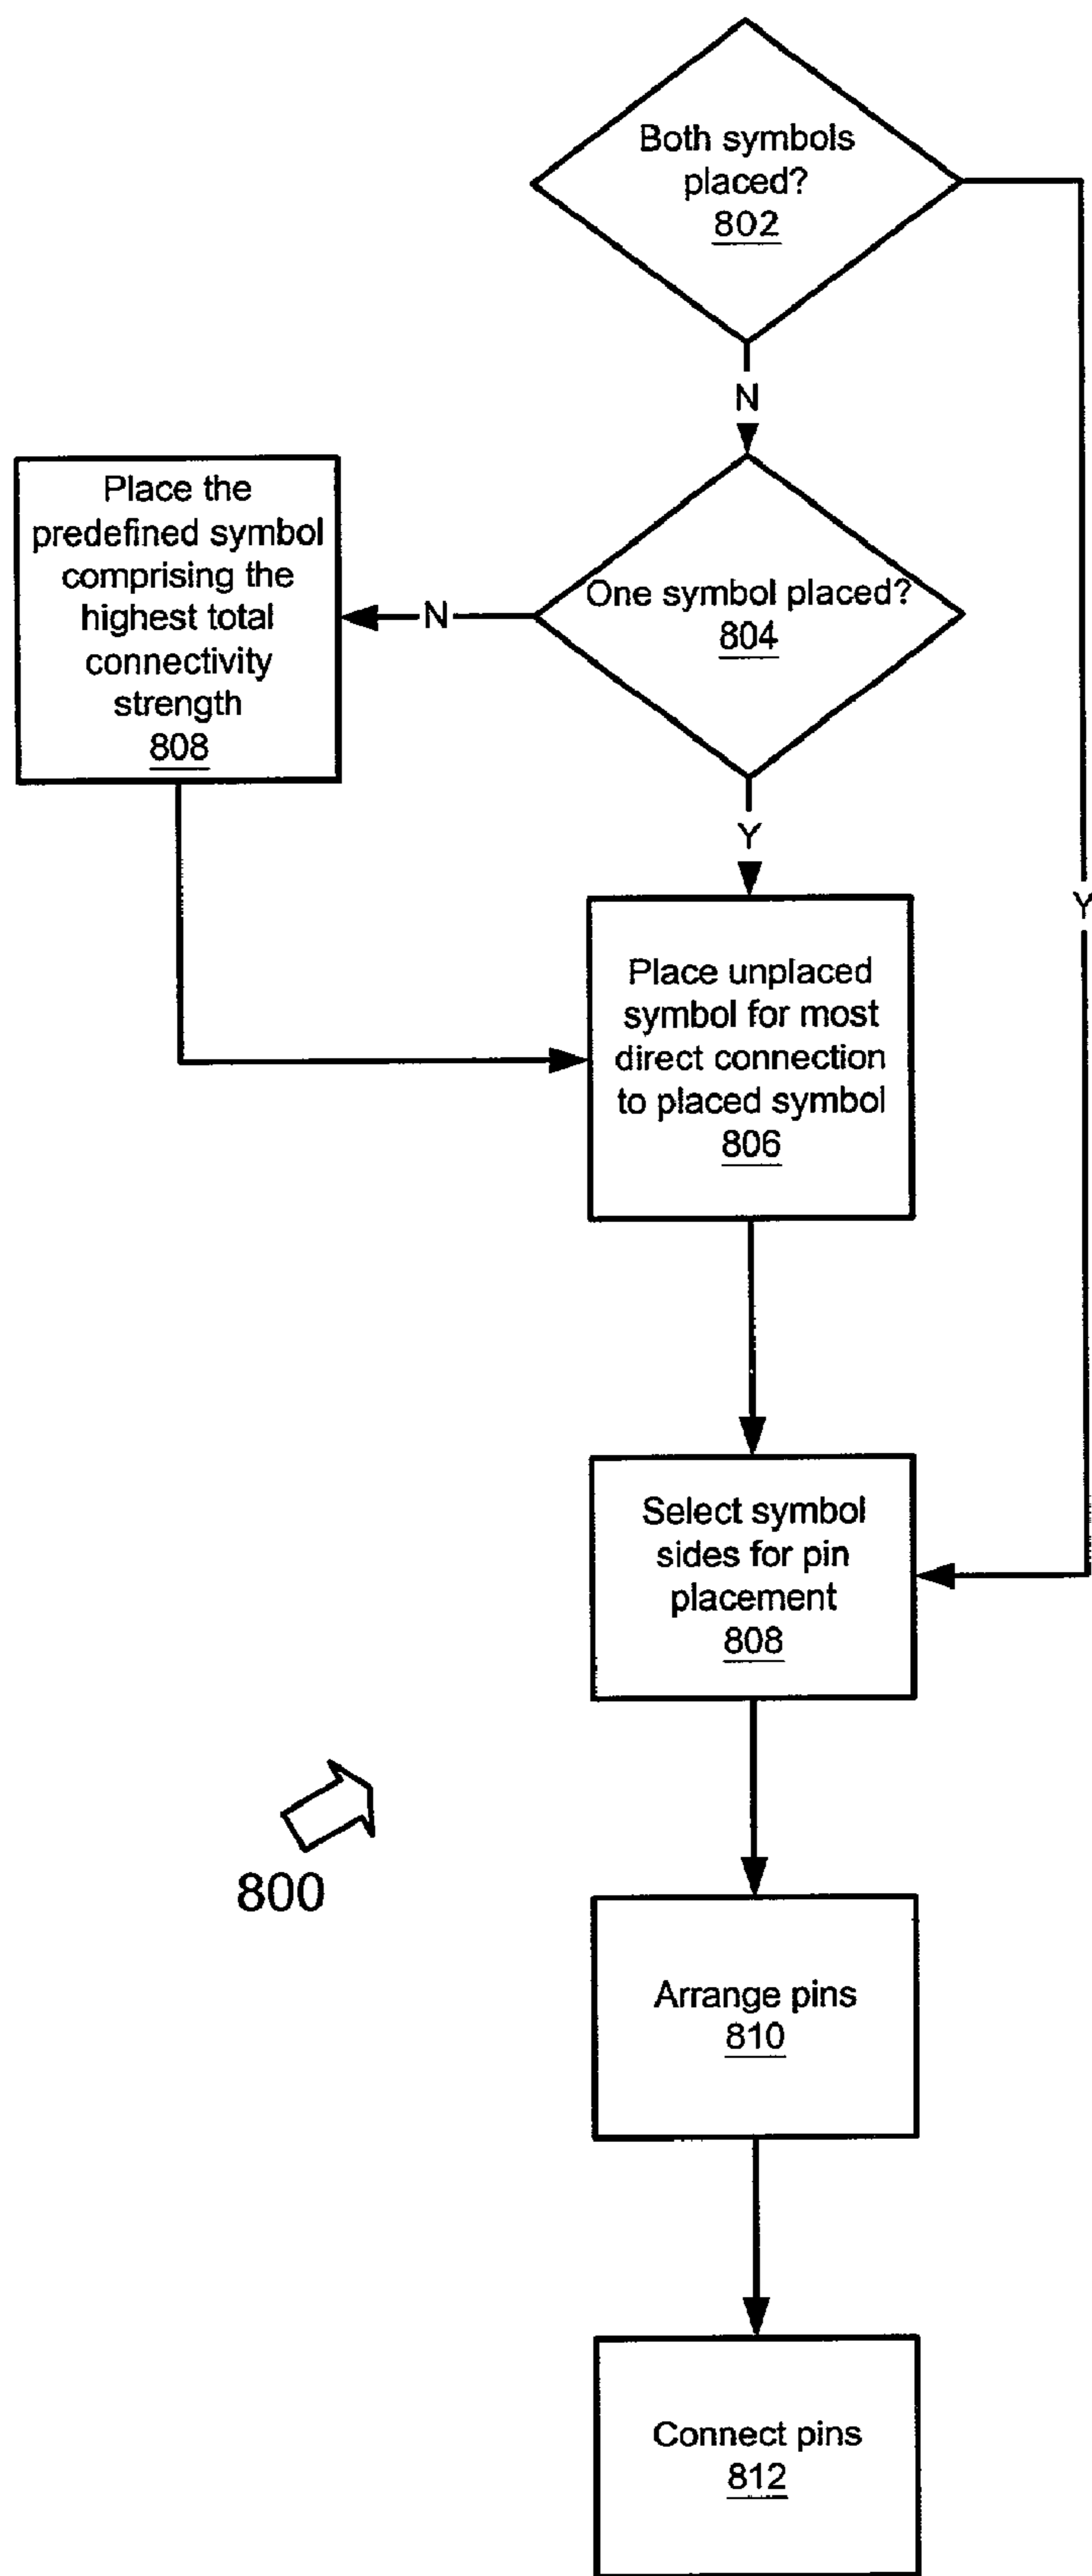 Both symbols
placed?
802
N
Place the
predefined symbol
comprising the
highest total
connectivity
strength
808
N
One symbol placed?
804
Y
Y
Place unplaced
symbol for most
direct connection
to placed symbol
806
Select symbol
sides for pin
placement
808
800
Arrange pins
810
Connect pins
812